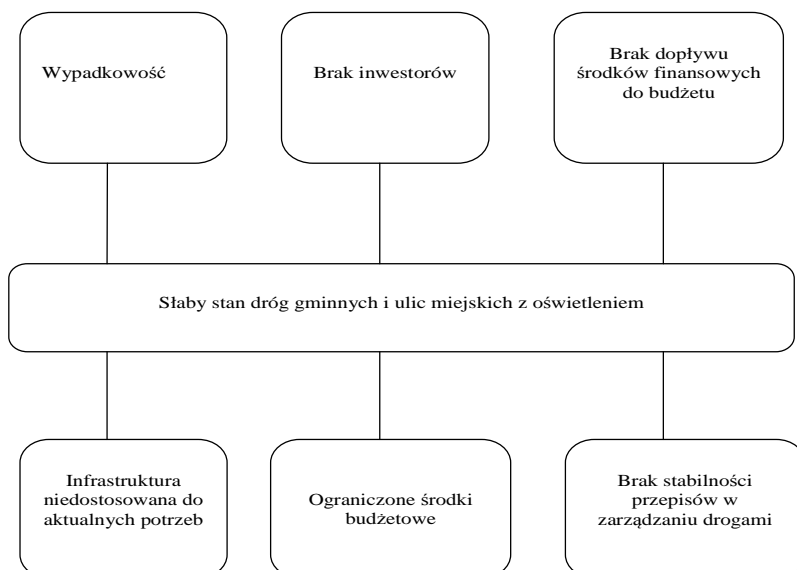 Wypadkowość
Brak inwestorów
Brak dopływu
środków finansowych
do budżetu
Słaby stan dróg gminnych i ulic miejskich z oświetleniem
Infrastruktura
niedostosowana do
aktualnych potrzeb
Ograniczone środki
budżetowe
Brak stabilności
przepisów w
zarządzaniu drogami